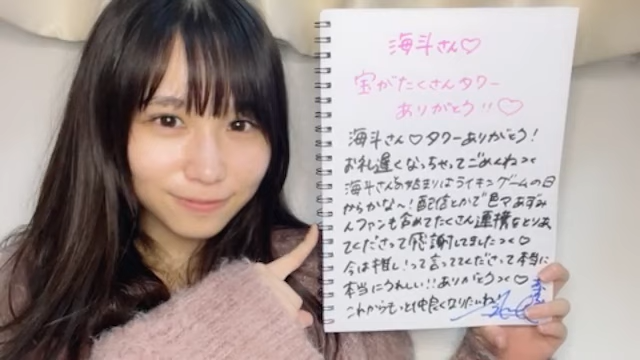 海斗さん♡
宝がたくさんタワー
ありがとう!!♡
海斗さん♡タワーありがとう!
お礼遅くなっちゃってごめんね><
海斗さんお始まりはライキングームの日
からかな〜!配信とかで色々あずみ
んファンも含めてたくさん連携をとりあ
てくださって感謝してました><♡
今は推し!って言っててくださって本当に
本当にうれしい!!ありがとう><♡
これからもっと仲良くなりたいね!